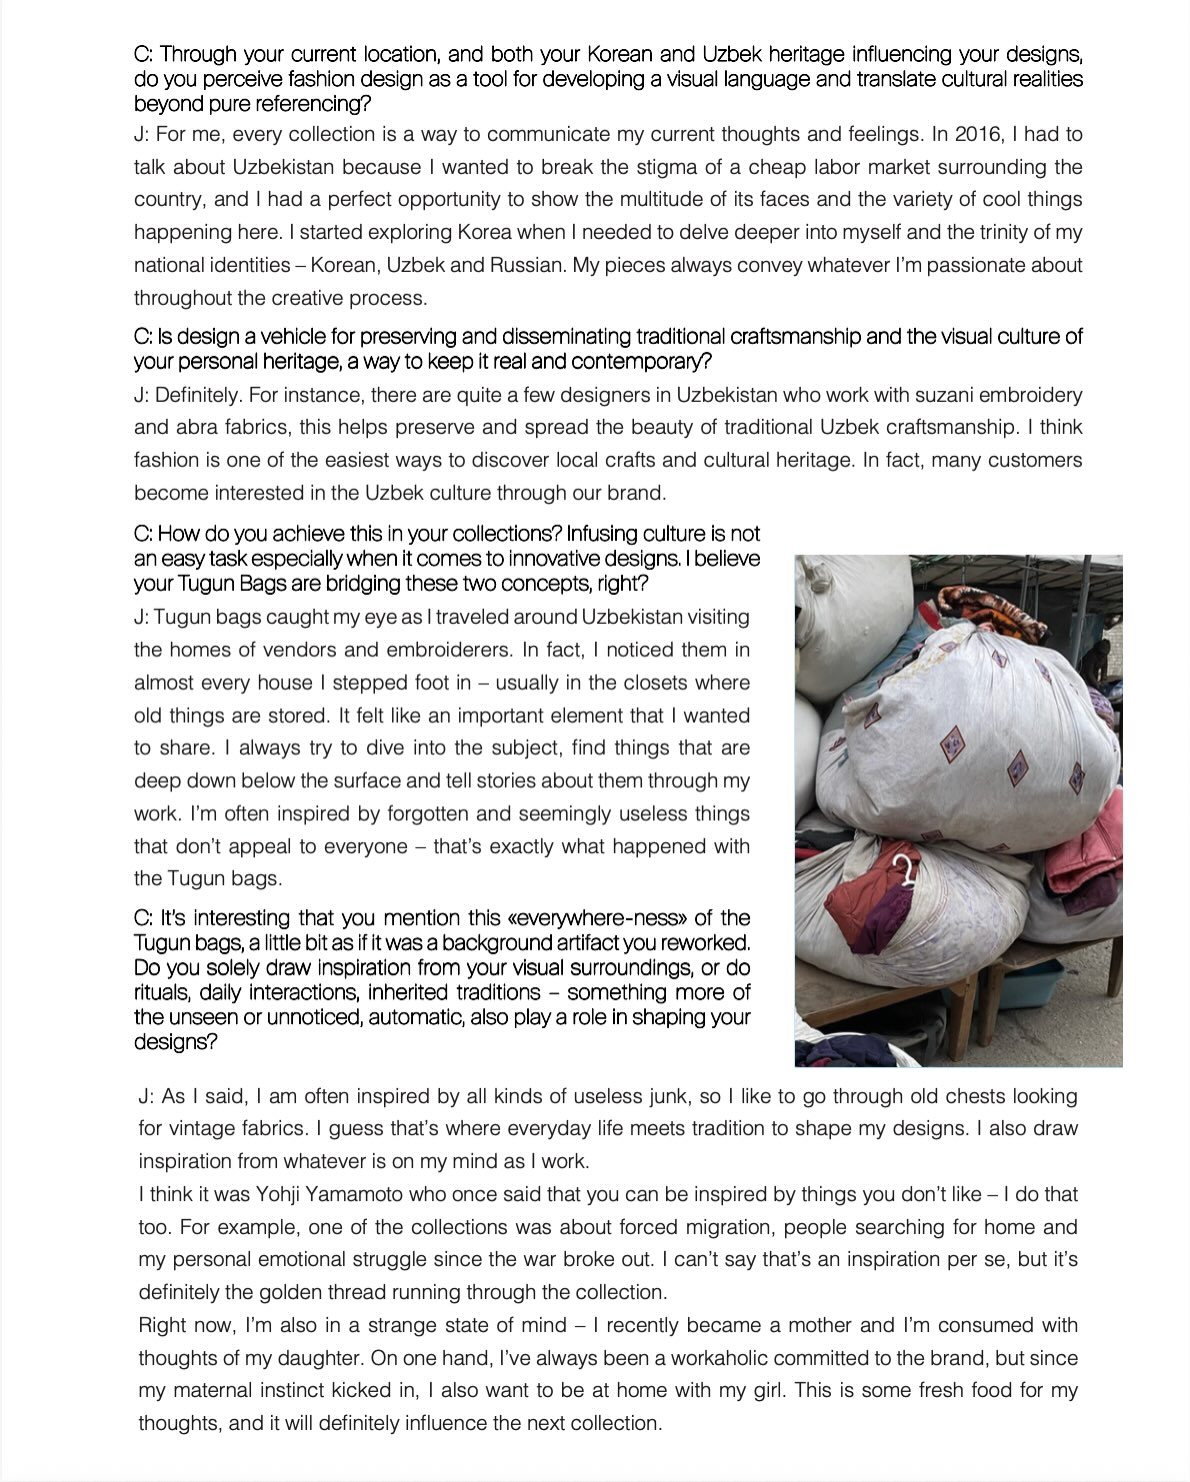 C: Through your current location, and both your Korean and Uzbek heritage influencing your designs,
do you perceive fashion design as a tool for developing a visual language and translate cultural realities
beyond pure referencing?
J: For me, every collection is a way to communicate my current thoughts and feelings. In 2016, I had to
talk about Uzbekistan because I wanted to break the stigma of a cheap labor market surrounding the
country, and I had a perfect opportunity to show the multitude of its faces and the variety of cool things
happening here. I started exploring Korea when I needed to delve deeper into myself and the trinity of my
national identities – Korean, Uzbek and Russian. My pieces always convey whatever I’m passionate about
throughout the creative process.
C: Is design a vehicle for preserving and disseminating traditional craftsmanship and the visual culture of
your personal heritage, a way to keep it real and contemporary?
J: Definitely. For instance, there are quite a few designers in Uzbekistan who work with suzani embroidery
and abra fabrics, this helps preserve and spread the beauty of traditional Uzbek craftsmanship. I think
fashion is one of the easiest ways to discover local crafts and cultural heritage. In fact, many customers
become interested in the Uzbek culture through our brand.
C: How do you achieve this in your collections? Infusing culture is not
an easy task especially when it comes to innovative designs. I believe
your Tugun Bags are bridging these two concepts, right?
J: Tugun bags caught my eye as I traveled around Uzbekistan visiting
the homes of vendors and embroiderers. In fact, I noticed them in
almost every house I stepped foot in – usually in the closets where
old things are stored. It felt like an important element that I wanted
to share. I always try to dive into the subject, find things that are
deep down below the surface and tell stories about them through my
work. I’m often inspired by forgotten and seemingly useless things
that don’t appeal to everyone – that’s exactly what happened with
the Tugun bags.
C: It’s interesting that you mention this «everywhere-ness» of the
Tugun bags, a little bit as if it was a background artifact you reworked.
Do you solely draw inspiration from your visual surroundings, or do
rituals, daily interactions, inherited traditions – something more of
the unseen or unnoticed, automatic, also play a role in shaping your
designs?
J: As I said, I am often inspired by all kinds of useless junk, so I like to go through old chests looking
for vintage fabrics. I guess that’s where everyday life meets tradition to shape my designs. I also draw
inspiration from whatever is on my mind as I work.
I think it was Yohji Yamamoto who once said that you can be inspired by things you don’t like – I do that
too. For example, one of the collections was about forced migration, people searching for home and
my personal emotional struggle since the war broke out. I can’t say that’s an inspiration per se, but it’s
definitely the golden thread running through the collection.
Right now, I’m also in a strange state of mind – I recently became a mother and I’m consumed with
thoughts of my daughter. On one hand, I’ve always been a workaholic committed to the brand, but since
my maternal instinct kicked in, I also want to be at home with my girl. This is some fresh food for my
thoughts, and it will definitely influence the next collection.